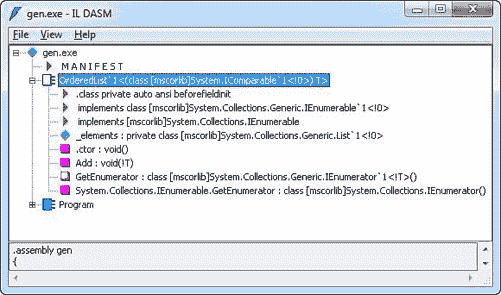 gen.exe - IL DASM
File View Help
gen.exe
M A N I F E S T
OrderedList`1<(class [mscorlib]System.IComparable`1<!0>) T>
.class private auto ansi beforefieldinit
implements class [mscorlib]System.Collections.Generic.IEnumerable`1<!0>
implements [mscorlib]System.Collections.IEnumerable
_elements : private class [mscorlib]System.Collections.Generic.List`1<!0>
.ctor : void()
Add : void(!T)
GetEnumerator : class [mscorlib]System.Collections.Generic.IEnumerator`1<!T>()
System.Collections.IEnumerable.GetEnumerator : class [mscorlib]System.Collections.IEnumerator()
Program
.assembly gen
{